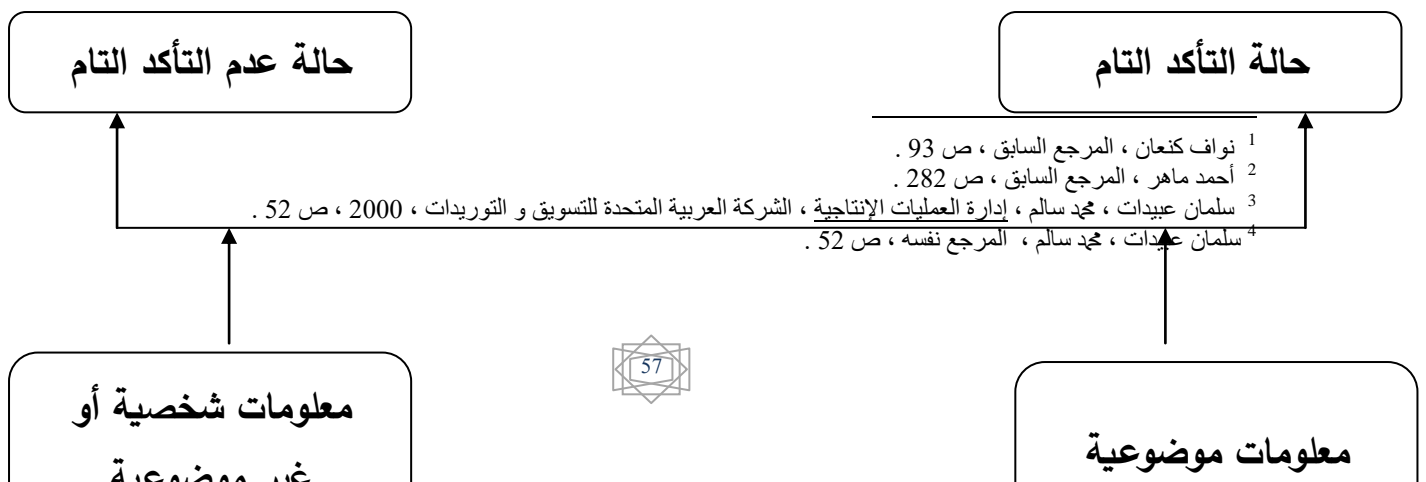 حالة التأكد التام
حالة عدم التأكد التام
1 نواف كنعان ، المرجع السابق ، ص 93 .
2 أحمد ماهر ، المرجع السابق ، ص 282 .
3 سلمان عبيدات ، محمد سالم ، إدارة العمليات الإنتاجية ، الشركة العربية المتحدة للتسويق و التوريدات ، 2000 ، ص 52 .
4 سلمان عبيدات ، محمد سالم ، المرجع نفسه ، ص 52 .
57
معلومات موضوعية
معلومات شخصية أو
غير موضوعية